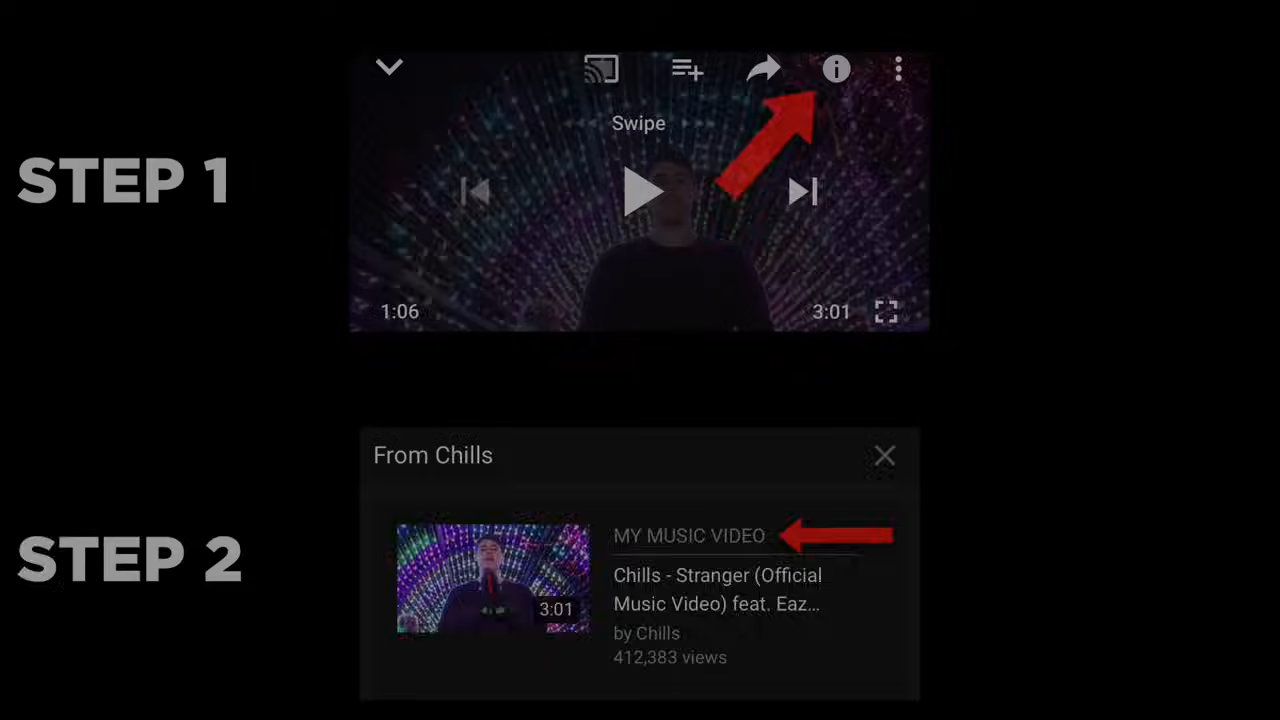 STEP 1
Swipe
1:06
3:01
STEP 2
From Chills
MY MUSIC VIDEO
Chills - Stranger (Official
Music Video) feat. Eaz...
3:01
by Chills
412,383 views